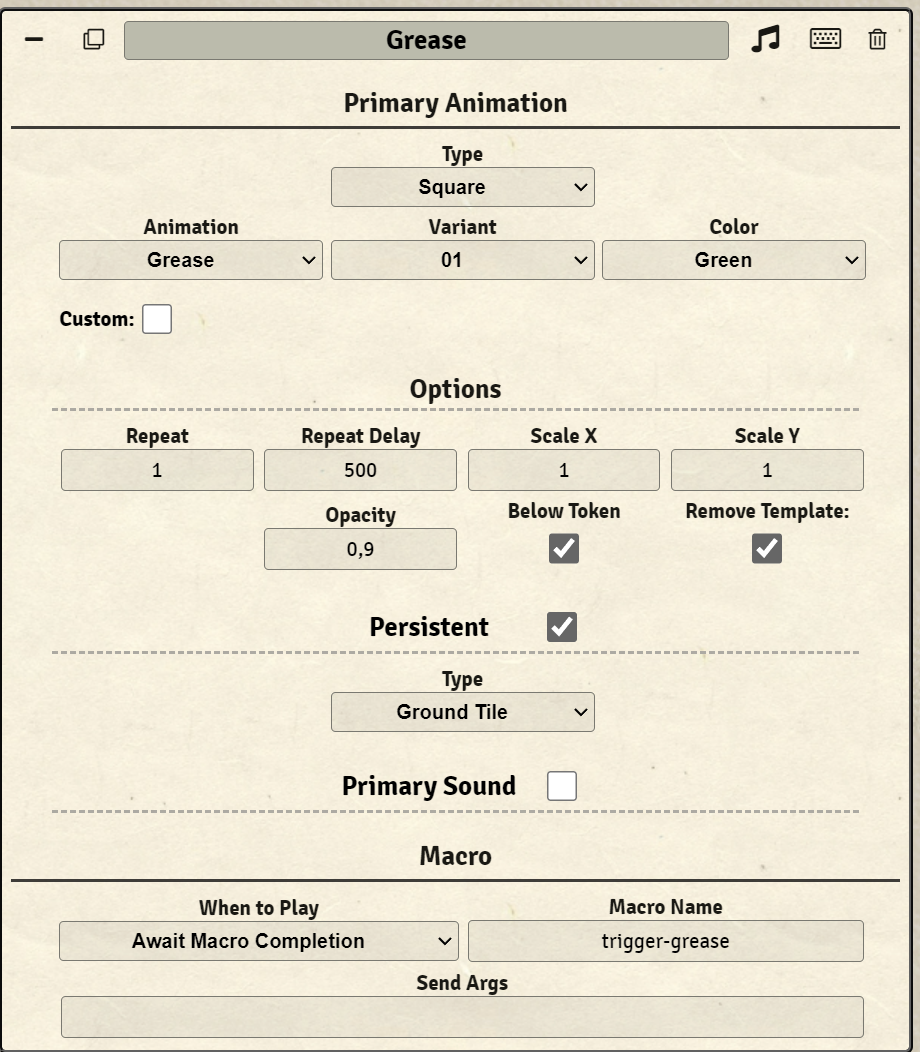 Grease
Primary Animation
Type
Square
Animation Variant Color
Grease 01 Green
Custom:
Options
Repeat Repeat Delay Scale X Scale Y
1 500 1 1
Opacity Below Token Remove Template:
0,9
Persistent
Type
Ground Tile
Primary Sound
Macro
When to Play Macro Name
Await Macro Completion trigger-grease
Send Args